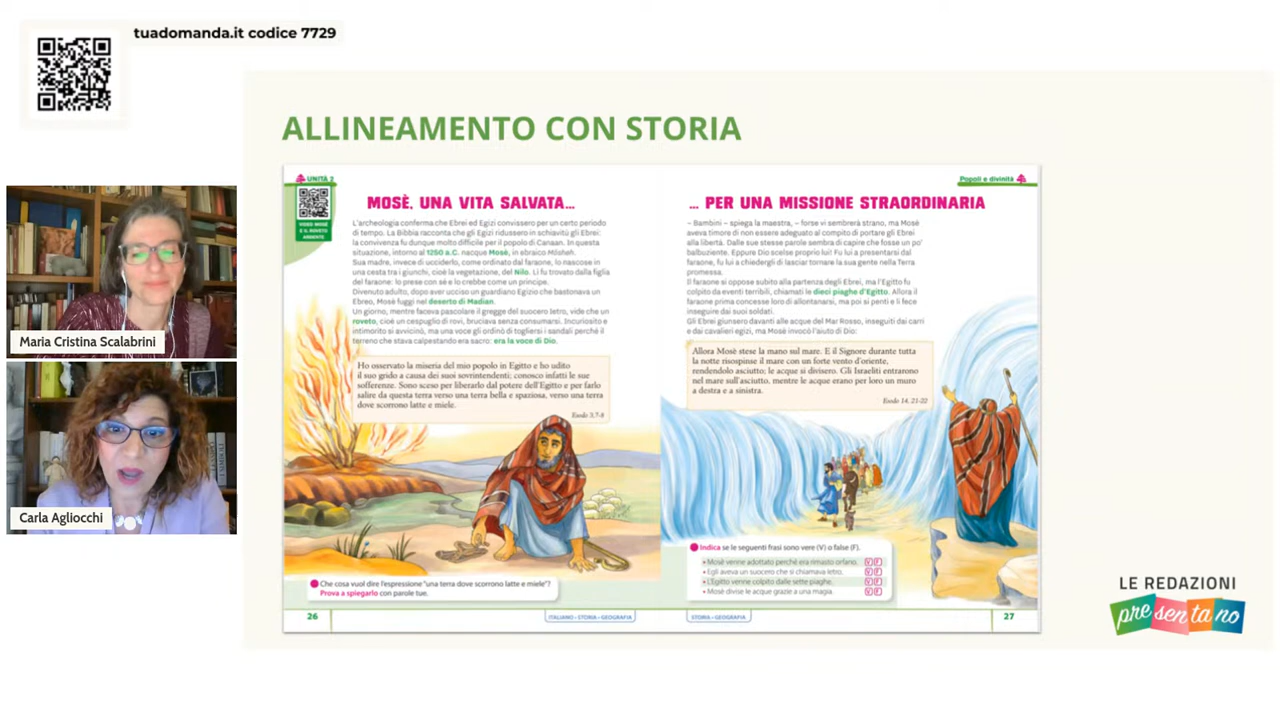 tuadomanda.it codice 7729
ALLINEAMENTO CON STORIA
Maria Cristina Scalabrini
Carla Agliocchi
UNITÀ 2
VIDEO MOSÈ
E IL ROVETO
ARDENTE
MOSÈ, UNA VITA SALVATA...
L'archeologia conferma che Ebrei ed Egizi convissero per un certo periodo
di tempo. La Bibbia racconta che gli Egizi ridussero in schiavitù gli Ebrei:
la convivenza fu dunque molto difficile per il popolo di Canaan. In questa
situazione, intorno al 1250 a.C. nacque Mosè, in ebraico Mōsheh.
Sua madre, invece di ucciderlo, come ordinato dal faraone, lo nascose in
una cesta tra i giunchi, cioè la vegetazione, del Nilo. Lì fu trovato dalla figlia
del faraone: lo prese con sé e lo crebbe come un principe.
Divenuto adulto, dopo aver ucciso un guardiano Egizio che bastonava un
Ebreo, Mosè fuggì nel deserto di Madian.
Un giorno, mentre faceva pascolare il gregge del suocero Ietro, vide che un
roveto, cioè un cespuglio di rovi, bruciava senza consumarsi. Incuriosito e
intimorito si avvicinò, ma una voce gli ordinò di togliersi i sandali perché il
terreno che stava calpestando era sacro: era la voce di Dio.
Ho osservato la miseria del mio popolo in Egitto e ho udito
il suo grido a causa dei suoi sovrintendenti; conosco infatti le sue
sofferenze. Sono sceso per liberarlo dal potere dell'Egitto e per farlo
salire da questa terra verso una terra bella e spaziosa, verso una terra
dove scorrono latte e miele.
Esodo 3,7-8
Che cosa vuol dire l'espressione "una terra dove scorrono latte e miele"?
Prova a spiegarlo con parole tue.
26
ITALIANO - STORIA - GEOGRAFIA
Popoli e divinità
... PER UNA MISSIONE STRAORDINARIA
– Bambini – spiega la maestra, – forse vi sembrerà strano, ma Mosè
aveva timore di non essere adeguato al compito di portare gli Ebrei
alla libertà. Dalle sue stesse parole sembra di capire che fosse un po'
balbuziente. Eppure Dio scelse proprio lui! Fu lui a presentarsi dal
faraone, fu lui a chiedergli di lasciar tornare la sua gente nella Terra
promessa.
Il faraone si oppose subito alla partenza degli Ebrei, ma l'Egitto fu
colpito da eventi terribili, chiamati le dieci piaghe d'Egitto. Allora il
faraone prima concesse loro di allontanarsi, ma poi si pentì e li fece
inseguire dai suoi soldati.
Gli Ebrei giunsero davanti alle acque del Mar Rosso, inseguiti dai carri
e dai cavalieri egizi, ma Mosè invocò l'aiuto di Dio:
Allora Mosè stese la mano sul mare. E il Signore durante tutta
la notte risospinse il mare con un forte vento d'oriente,
rendendolo asciutto; le acque si divisero. Gli Israeliti entrarono
nel mare sull'asciutto, mentre le acque erano per loro un muro
a destra e a sinistra.
Esodo 14, 21-22
Indica se le seguenti frasi sono vere (V) o false (F).
• Mosè venne adottato perché era rimasto orfano. V F
• Egli aveva un suocero che si chiamava Ietro. V F
• L'Egitto venne colpito dalle sette piaghe. V F
• Mosè divise le acque grazie a una magia. V F
STORIA - GEOGRAFIA
27
LE REDAZIONI
presentano